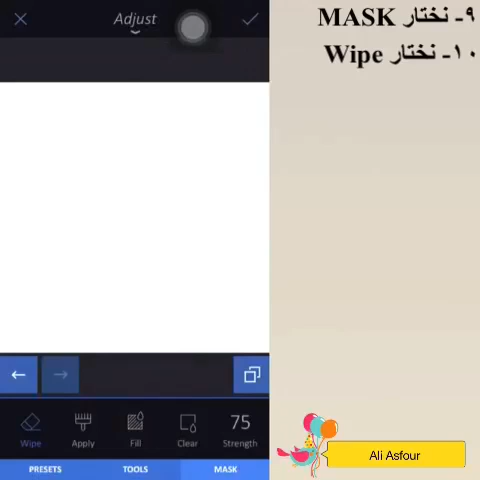 Adjust
٩- نختار MASK
١٠- نختار Wipe
Wipe
Apply
Fill
Clear
75
Strength
PRESETS
TOOLS
MASK
Ali Asfour